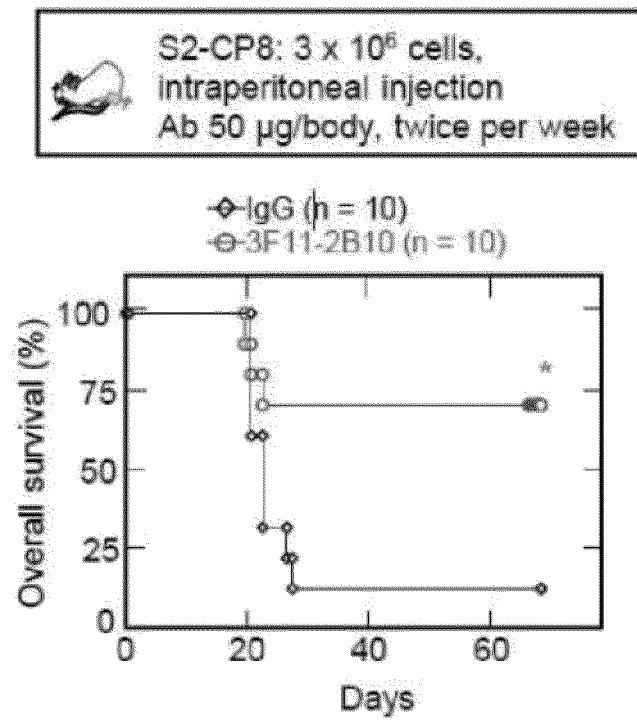 S2-CP8: 3 x 10⁶ cells,
intraperitoneal injection
Ab 50 µg/body, twice per week
IgG (n = 10)
3F11-2B10 (n = 10)
Overall survival (%)
100
75
50
25
0
*
0 20 40 60
Days